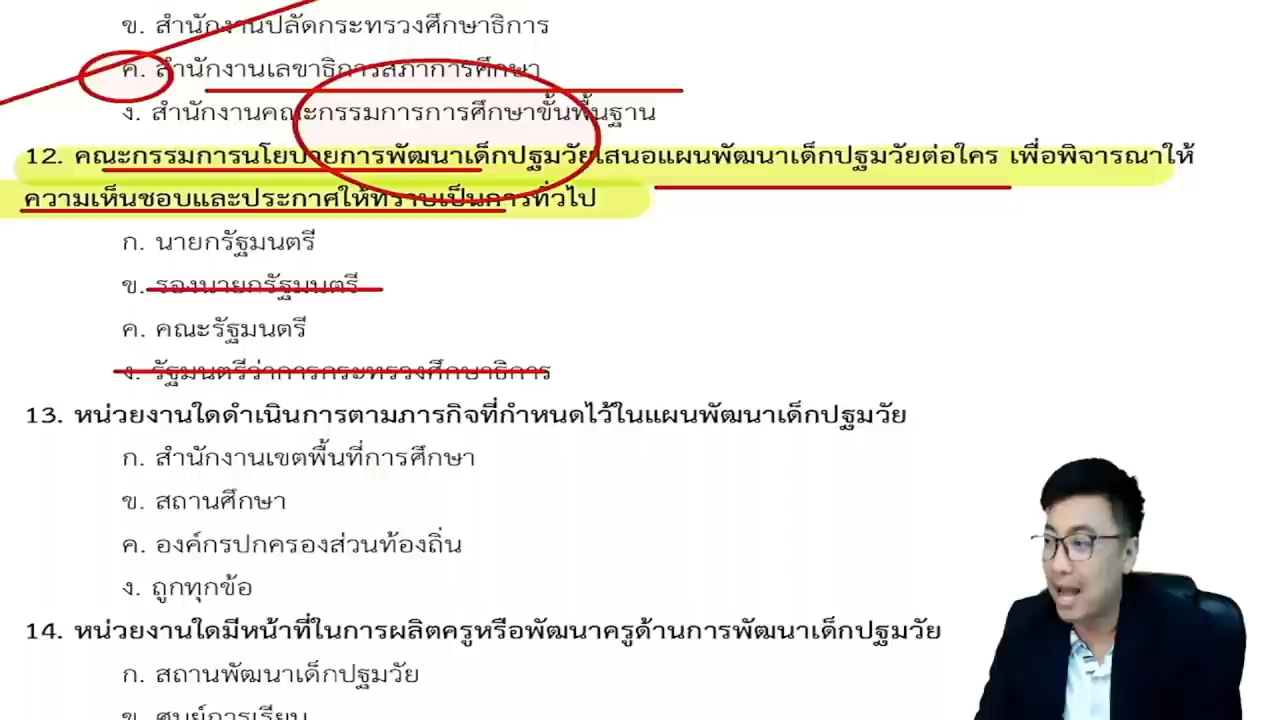 ข. สำนักงานปลัดกระทรวงศึกษาธิการ
ค. สำนักงานเลขาธิการสภาการศึกษา
ง. สำนักงานคณะกรรมการการศึกษาขั้นพื้นฐาน
12. คณะกรรมการนโยบายการพัฒนาเด็กปฐมวัยเสนอแผนพัฒนาเด็กปฐมวัยต่อใคร เพื่อพิจารณาให้
ความเห็นชอบและประกาศให้ทราบเป็นการทั่วไป
ก. นายกรัฐมนตรี
ข. รองนายกรัฐมนตรี
ค. คณะรัฐมนตรี
ง. รัฐมนตรีว่าการกระทรวงศึกษาธิการ
13. หน่วยงานใดดำเนินการตามภารกิจที่กำหนดไว้ในแผนพัฒนาเด็กปฐมวัย
ก. สำนักงานเขตพื้นที่การศึกษา
ข. สถานศึกษา
ค. องค์กรปกครองส่วนท้องถิ่น
ง. ถูกทุกข้อ
14. หน่วยงานใดมีหน้าที่ในการผลิตครูหรือพัฒนาครูด้านการพัฒนาเด็กปฐมวัย
ก. สถานพัฒนาเด็กปฐมวัย
ข. ศูนย์การเรียน